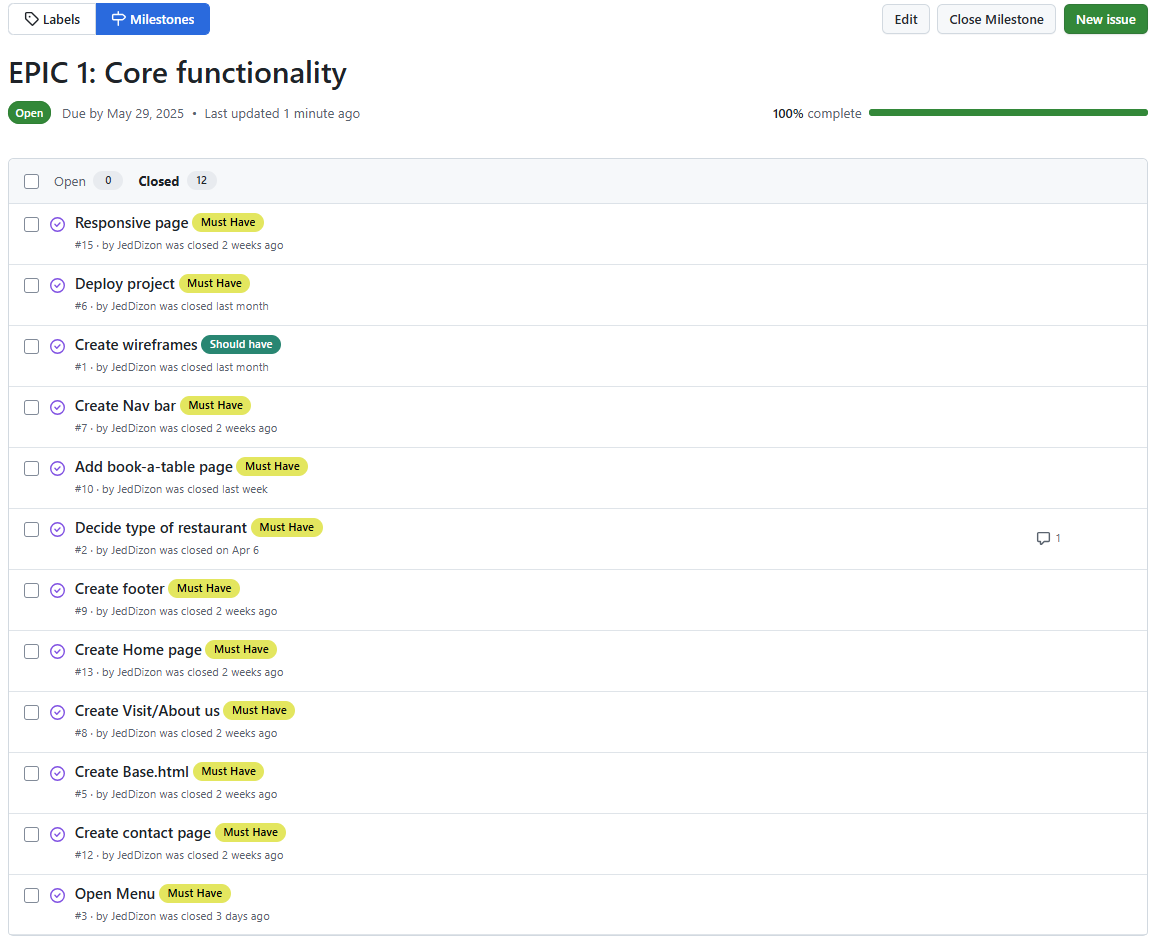 Labels Milestones Edit Close Milestone New issue
EPIC 1: Core functionality
Open Due by May 29, 2025 • Last updated 1 minute ago 100% complete
Open 0 Closed 12
Responsive page Must Have
#15 · by JedDizon was closed 2 weeks ago
Deploy project Must Have
#6 · by JedDizon was closed last month
Create wireframes Should have
#1 · by JedDizon was closed last month
Create Nav bar Must Have
#7 · by JedDizon was closed 2 weeks ago
Add book-a-table page Must Have
#10 · by JedDizon was closed last week
Decide type of restaurant Must Have
#2 · by JedDizon was closed on Apr 6 1
Create footer Must Have
#9 · by JedDizon was closed 2 weeks ago
Create Home page Must Have
#13 · by JedDizon was closed 2 weeks ago
Create Visit/About us Must Have
#8 · by JedDizon was closed 2 weeks ago
Create Base.html Must Have
#5 · by JedDizon was closed 2 weeks ago
Create contact page Must Have
#12 · by JedDizon was closed 2 weeks ago
Open Menu Must Have
#3 · by JedDizon was closed 3 days ago